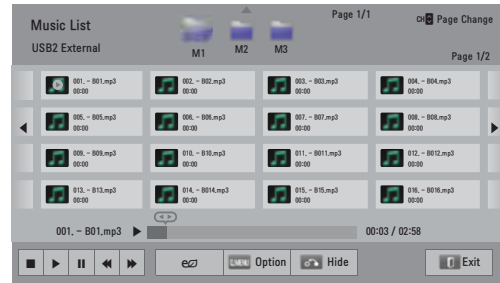 Music List
Page 1/1
CH Page Change
USB2 External
M1
M2
M3
Page 1/2
001. - B01.mp3
00:00
002. - B02.mp3
00:00
003. - B03.mp3
00:00
004. - B04.mp3
00:00
005. - B05.mp3
00:00
006. - B06.mp3
00:00
007. - B07.mp3
00:00
008. - B08.mp3
00:00
009. - B09.mp3
00:00
010. - B10.mp3
00:00
011. - B011.mp3
00:00
012. - B012.mp3
00:00
013. - B13.mp3
00:00
014. - B014.mp3
00:00
015. - B15.mp3
00:00
016. - B016.mp3
00:00
001. - B01.mp3
00:03 / 02:58
Q.MENU Option
Hide
Exit